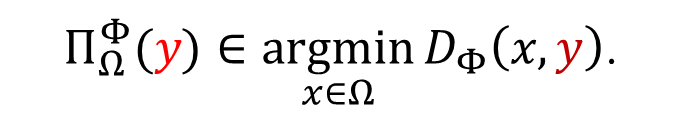 Π_Ω^Φ(y) ∈ argmin_{x∈Ω} D_Φ(x, y).